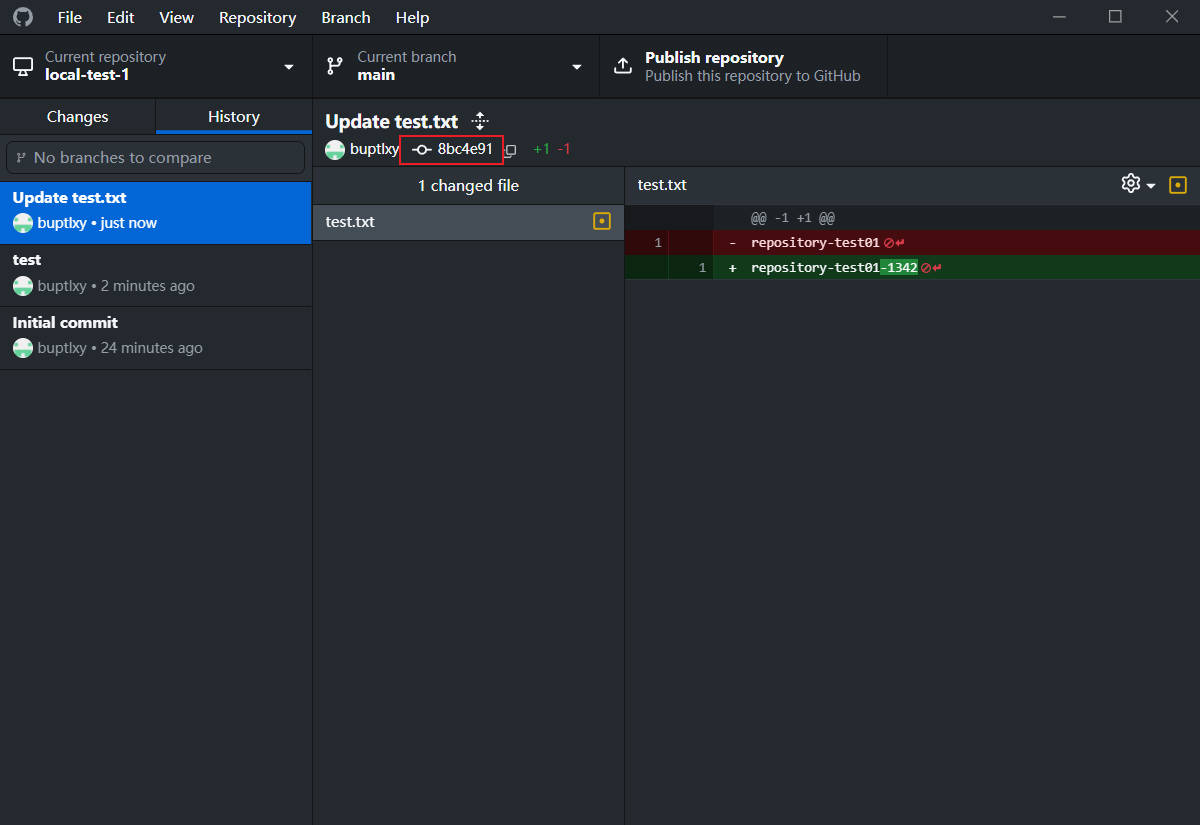 File Edit View Repository Branch Help
Current repository
local-test-1
Current branch
main
Publish repository
Publish this repository to GitHub
Changes
History
No branches to compare
Update test.txt
buptlxy • just now
test
buptlxy • 2 minutes ago
Initial commit
buptlxy • 24 minutes ago
Update test.txt
buptlxy 8bc4e91 +1 -1
1 changed file
test.txt
test.txt
@@ -1 +1 @@
1 - repository-test01
1 + repository-test01-1342